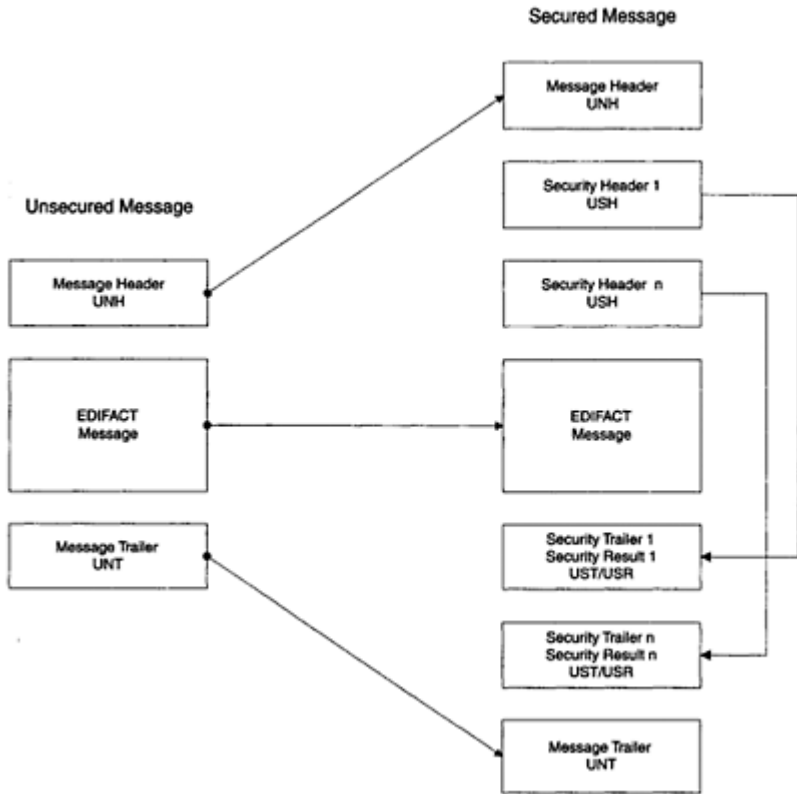 Secured Message
Message Header
UNH
Security Header 1
USH
Unsecured Message
Message Header
UNH
Security Header n
USH
EDIFACT
Message
EDIFACT
Message
Message Trailer
UNT
Security Trailer 1
Security Result 1
UST/USR
Security Trailer n
Security Result n
UST/USR
Message Trailer
UNT